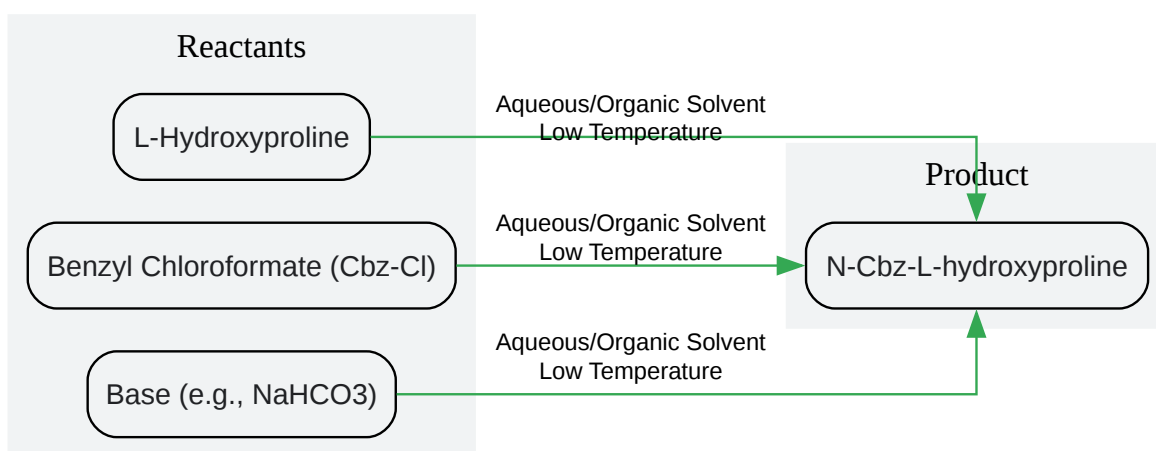 Reactants
L-Hydroxyproline
Aqueous/Organic Solvent
Low Temperature
Benzyl Chloroformate (Cbz-Cl)
Aqueous/Organic Solvent
Low Temperature
Base (e.g., NaHCO3)
Aqueous/Organic Solvent
Low Temperature
Product
N-Cbz-L-hydroxyproline